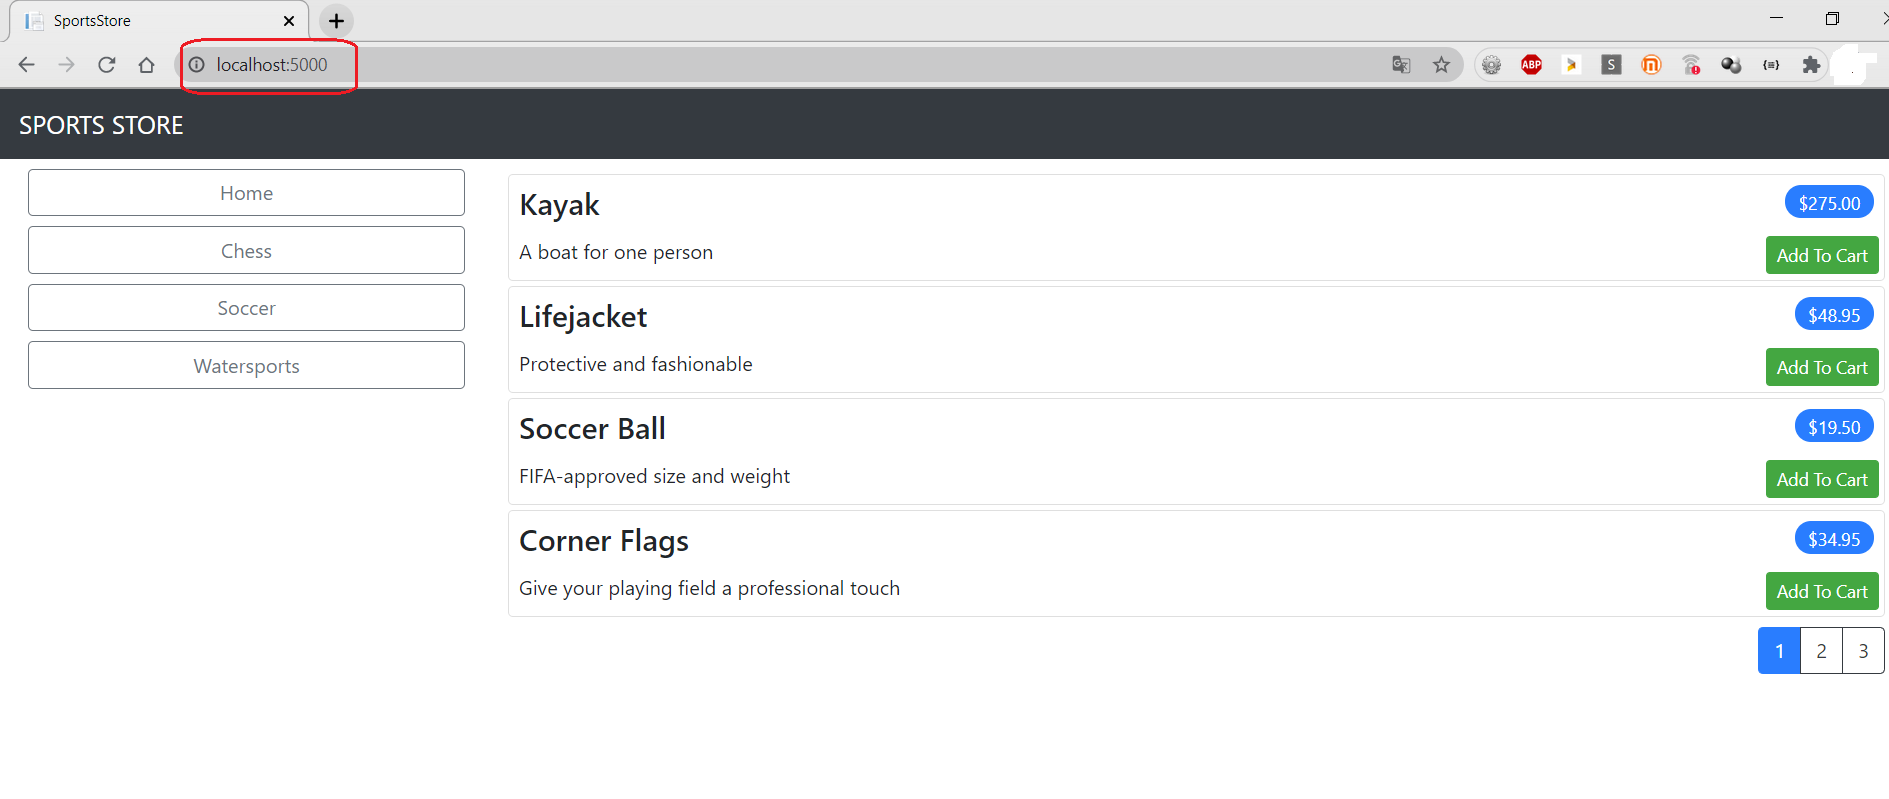 SportsStore
localhost:5000
ABP
S
SPORTS STORE
Home
Chess
Soccer
Watersports
Kayak
$275.00
A boat for one person
Add To Cart
Lifejacket
$48.95
Protective and fashionable
Add To Cart
Soccer Ball
$19.50
FIFA-approved size and weight
Add To Cart
Corner Flags
$34.95
Give your playing field a professional touch
Add To Cart
1 2 3